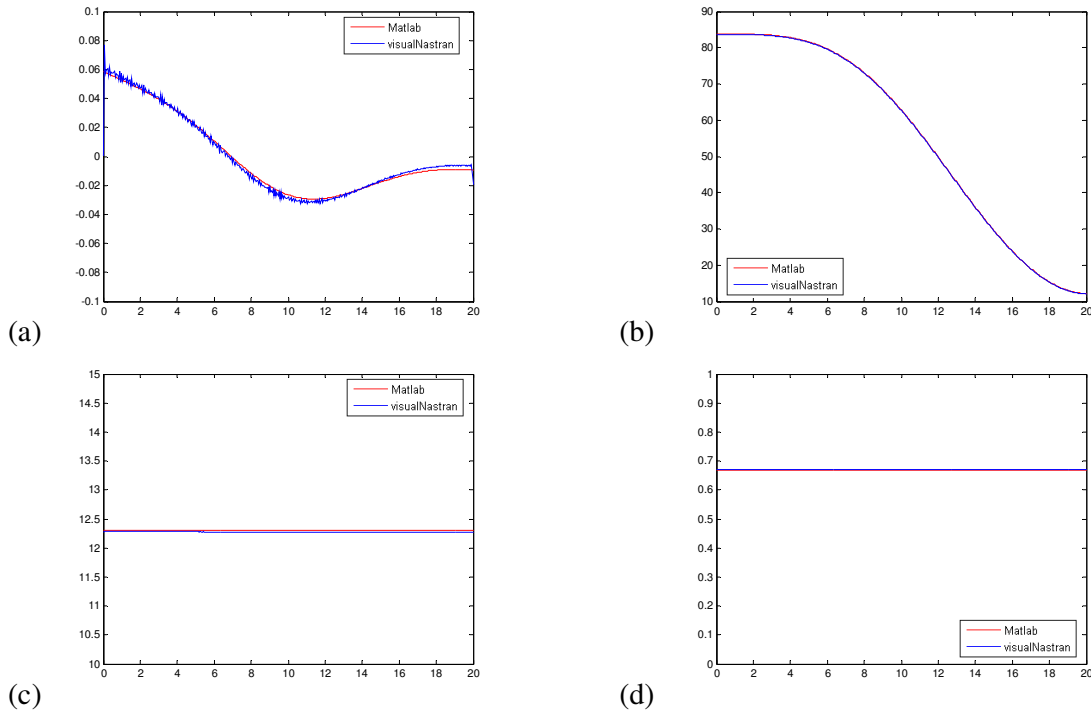 0.1
0.08
0.06
0.04
0.02
0
-0.02
-0.04
-0.06
-0.08
-0.1
0 2 4 6 8 10 12 14 16 18 20
Matlab
visualNastran
(a)
90
80
70
60
50
40
30
20
10
0 2 4 6 8 10 12 14 16 18 20
Matlab
visualNastran
(b)
15
14.5
14
13.5
13
12.5
12
11.5
11
10.5
10
0 2 4 6 8 10 12 14 16 18 20
Matlab
visualNastran
(c)
1
0.9
0.8
0.7
0.6
0.5
0.4
0.3
0.2
0.1
0
0 2 4 6 8 10 12 14 16 18 20
Matlab
visualNastran
(d)